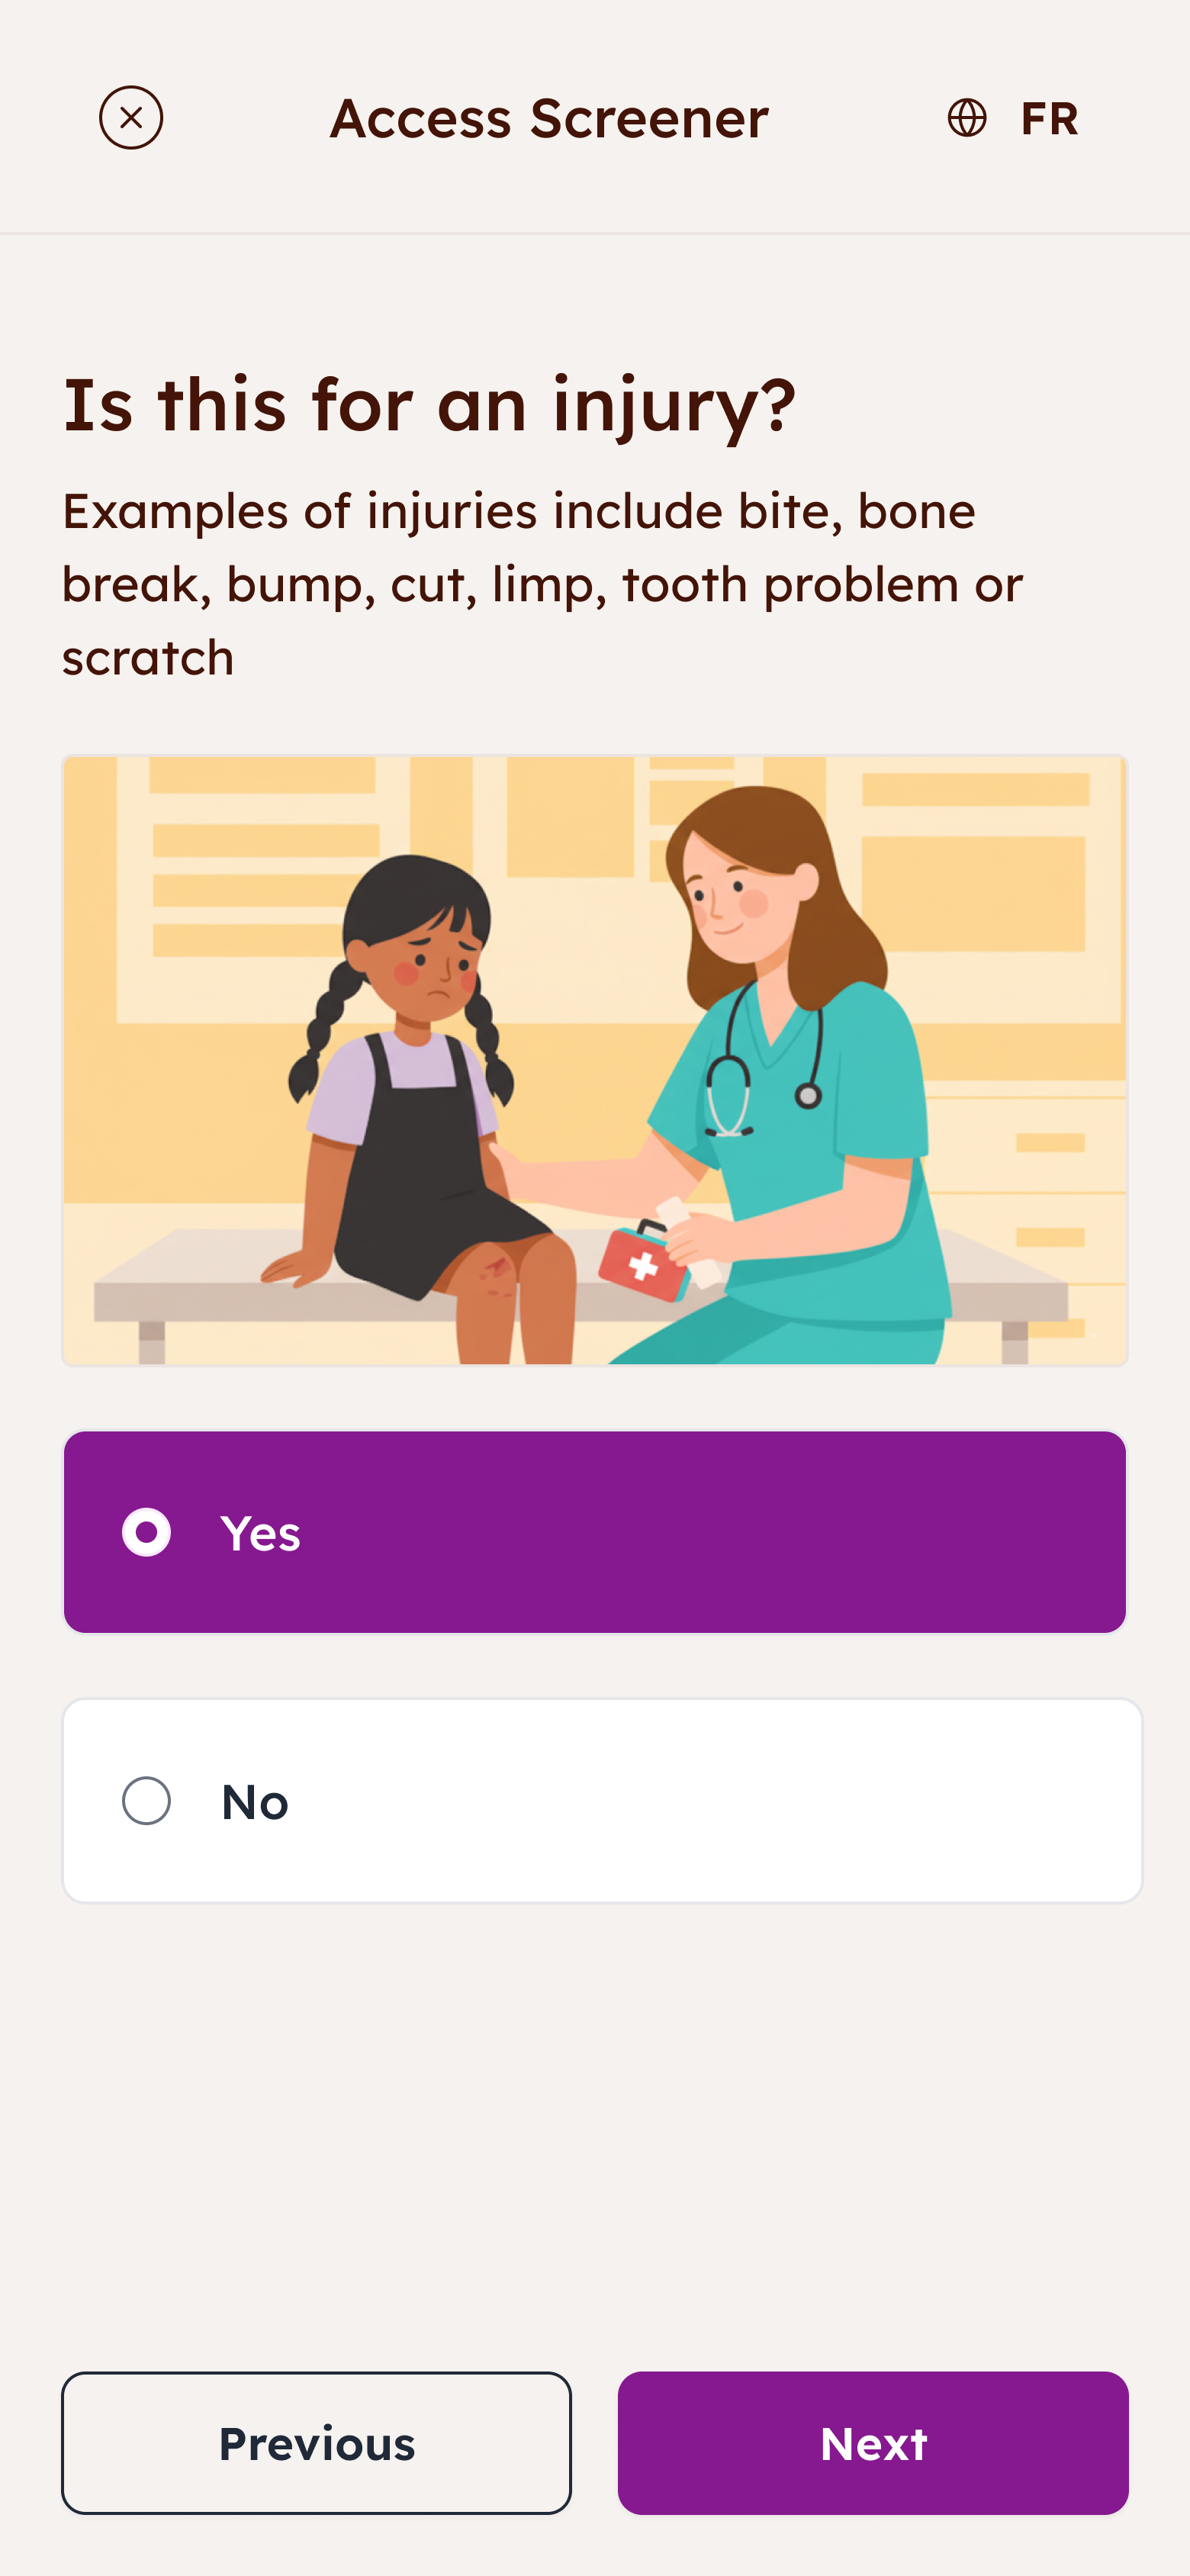 Access Screener
FR
Is this for an injury?
Examples of injuries include bite, bone
break, bump, cut, limp, tooth problem or
scratch
Yes
No
Previous
Next